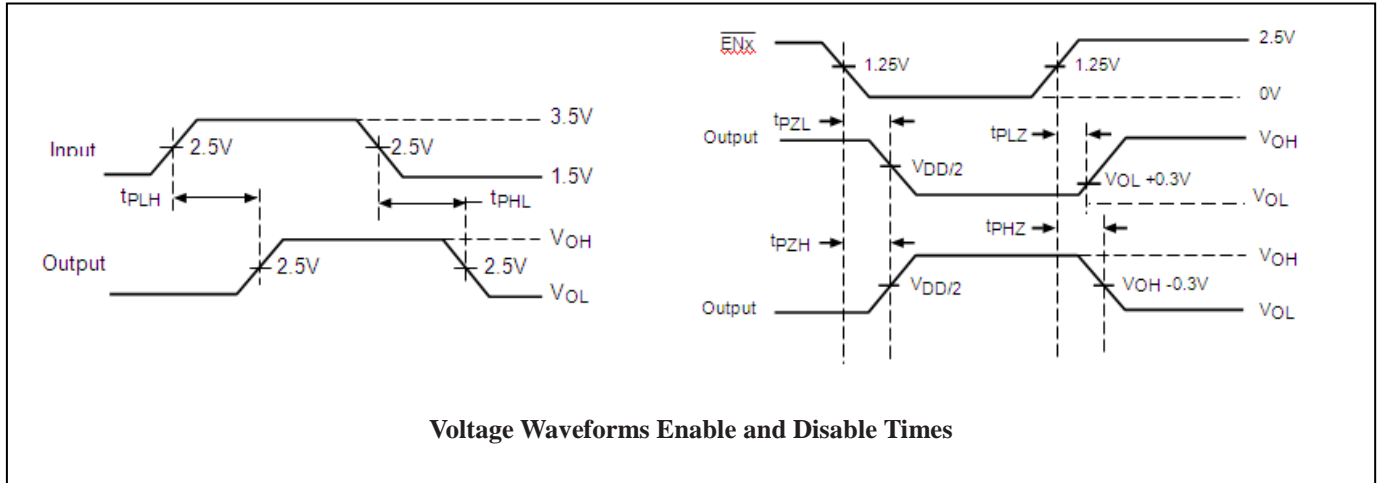 Input
2.5V
2.5V
3.5V
1.5V
tPLH
tPHL
Output
2.5V
2.5V
VOH
VOL
ENx
1.25V
1.25V
2.5V
0V
tPZL
tPLZ
Output
VDD/2
VOL +0.3V
VOH
VOL
tPZH
tPHZ
Output
VDD/2
VOH -0.3V
VOH
VOL
Voltage Waveforms Enable and Disable Times